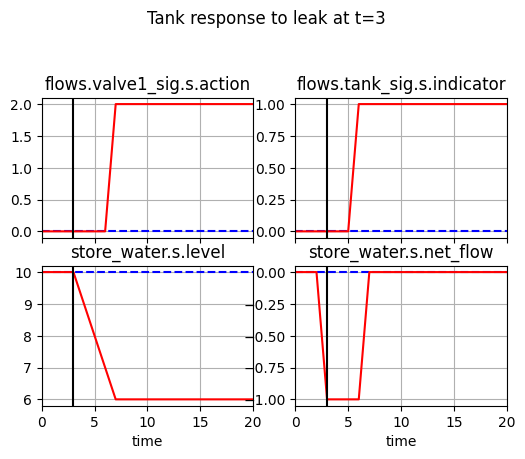 Tank response to leak at t=3
flows.valve1_sig.s.action
flows.tank_sig.s.indicator
2.0
1.5
1.0
0.5
0.0
1.00
0.75
0.50
0.25
0.00
store_water.s.level
store_water.s.net_flow
10
9
8
7
6
0 5 10 15 20
time
0.00
−0.25
−0.50
−0.75
−1.00
0 5 10 15 20
time